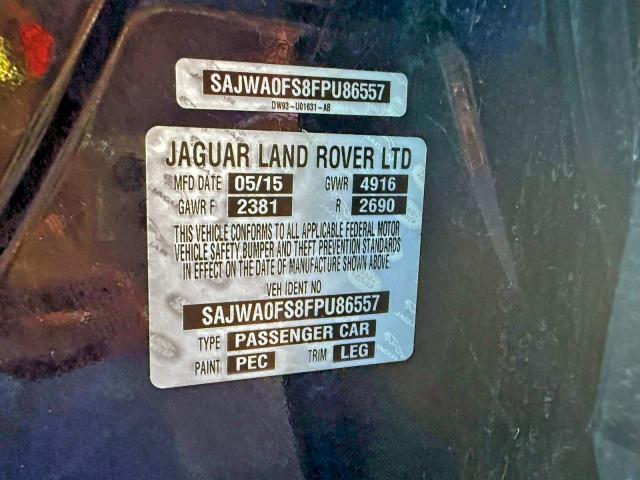 SAJWA0FS8FPU86557
DW93-U01631-AB
JAGUAR LAND ROVER LTD
MFD DATE 05/15 GVWR 4916
GAWR F 2381 R 2690
THIS VEHICLE CONFORMS TO ALL APPLICABLE FEDERAL MOTOR
VEHICLE SAFETY, BUMPER AND THEFT PREVENTION STANDARDS
IN EFFECT ON THE DATE OF MANUFACTURE SHOWN ABOVE
VEH IDENT NO
SAJWA0FS8FPU86557
TYPE PASSENGER CAR
PAINT PEC TRIM LEG